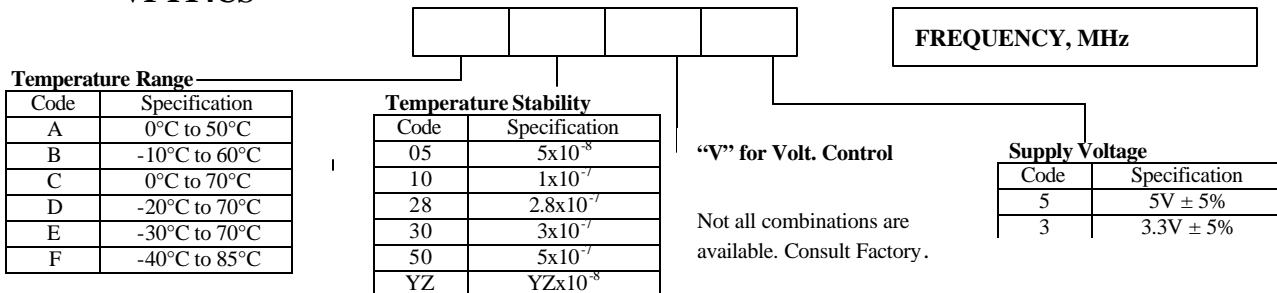 FREQUENCY, MHz
Temperature Range
Code Specification
A 0°C to 50°C
B -10°C to 60°C
C 0°C to 70°C
D -20°C to 70°C
E -30°C to 70°C
F -40°C to 85°C
Temperature Stability
Code Specification
05 5x10⁻⁸
10 1x10⁻⁷
28 2.8x10⁻⁷
30 3x10⁻⁷
50 5x10⁻⁷
YZ YZx10⁻⁸
“V” for Volt. Control
Not all combinations are
available. Consult Factory.
Supply Voltage
Code Specification
5 5V ± 5%
3 3.3V ± 5%